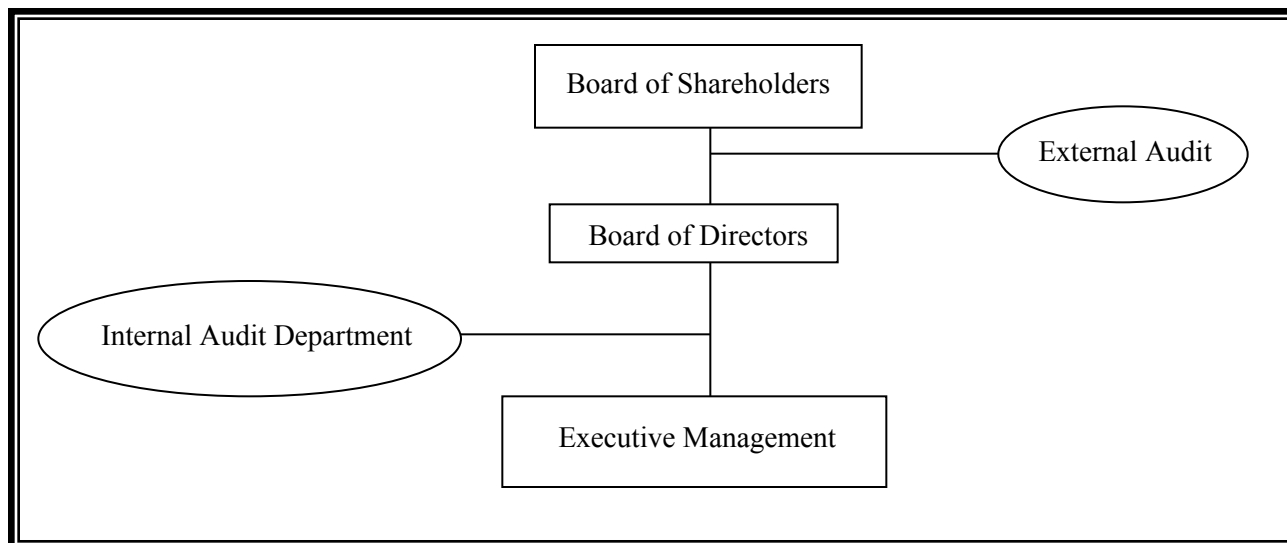 Board of Shareholders
External Audit
Board of Directors
Internal Audit Department
Executive Management